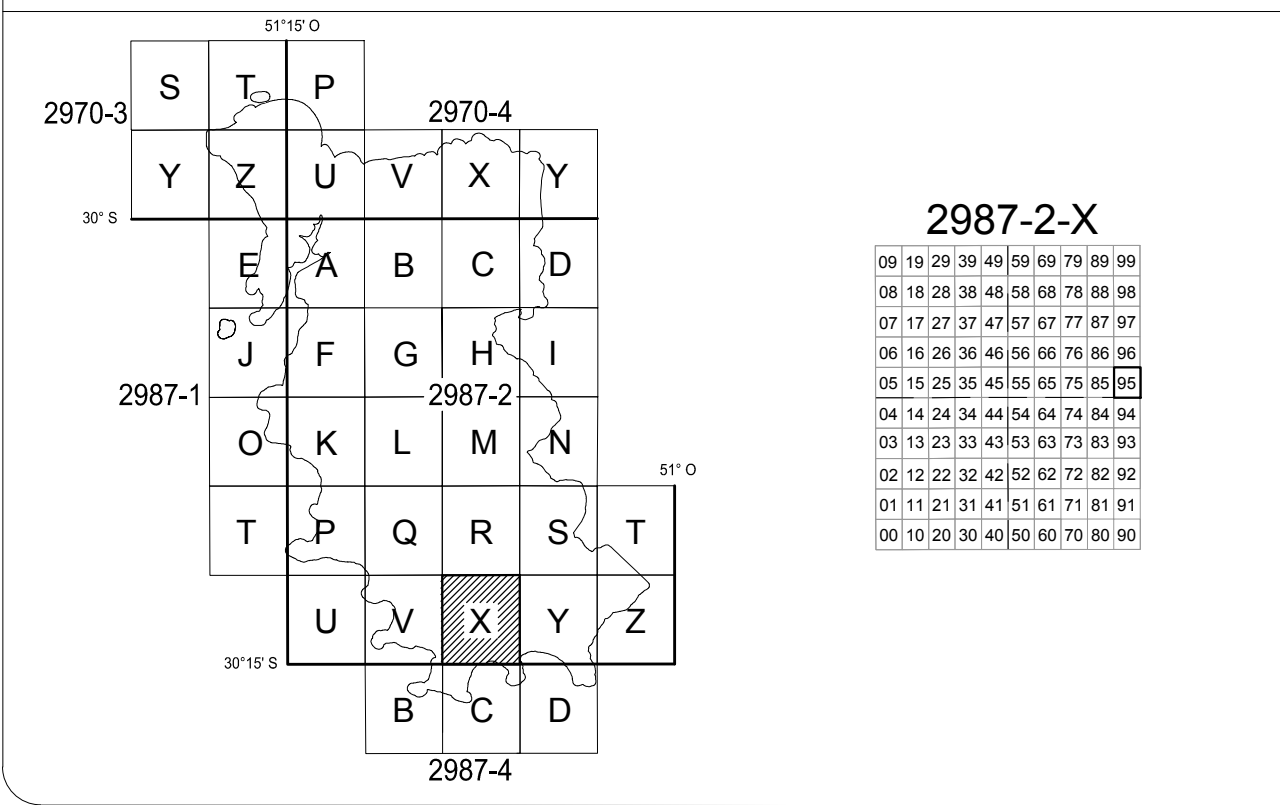 51°15' O
S T P
2970-3 2970-4
Y Z U V X Y
30° S
E A B C D
J F G H I
2987-1 2987-2
O K L M N
51° O
T P Q R S T
U V X Y Z
30°15' S
B C D
2987-4
2987-2-X
09 19 29 39 49 59 69 79 89 99
08 18 28 38 48 58 68 78 88 98
07 17 27 37 47 57 67 77 87 97
06 16 26 36 46 56 66 76 86 96
05 15 25 35 45 55 65 75 85 95
04 14 24 34 44 54 64 74 84 94
03 13 23 33 43 53 63 73 83 93
02 12 22 32 42 52 62 72 82 92
01 11 21 31 41 51 61 71 81 91
00 10 20 30 40 50 60 70 80 90